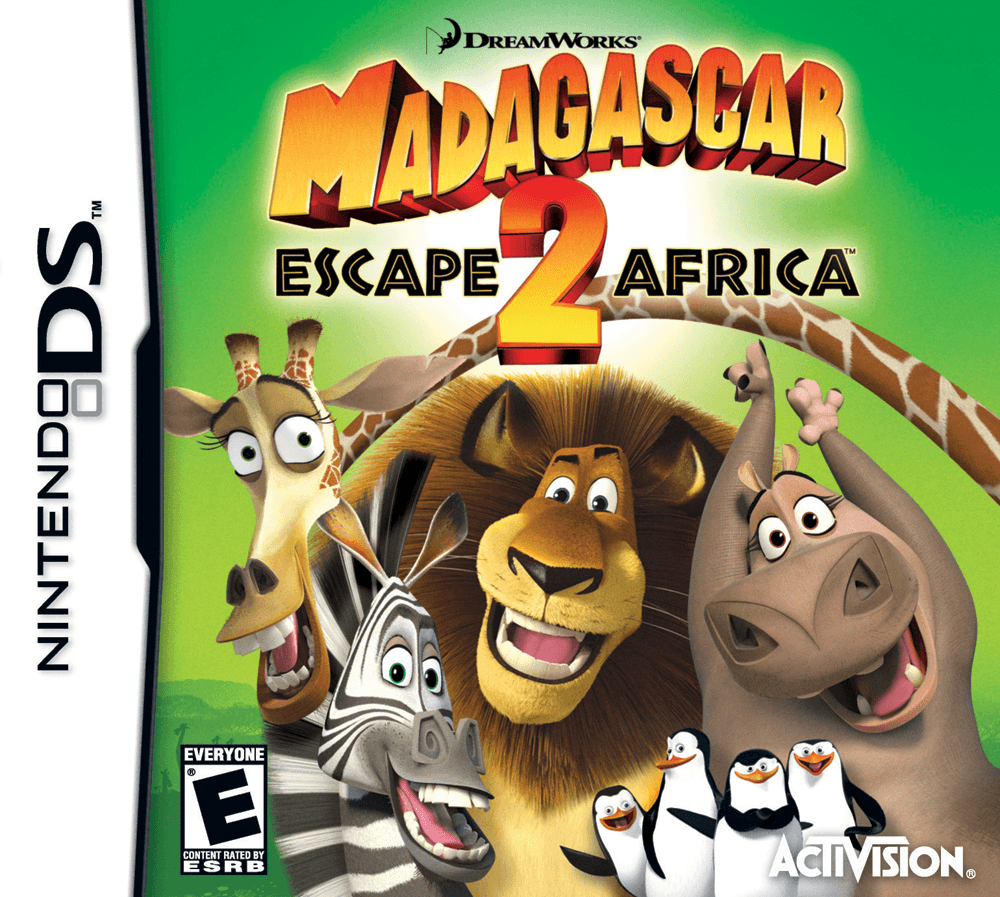 DREAMWORKS®
MADAGASCAR
ESCAPE 2 AFRICA™
NINTENDO DS™
EVERYONE
E®
CONTENT RATED BY
ESRB
ACTIVISION®